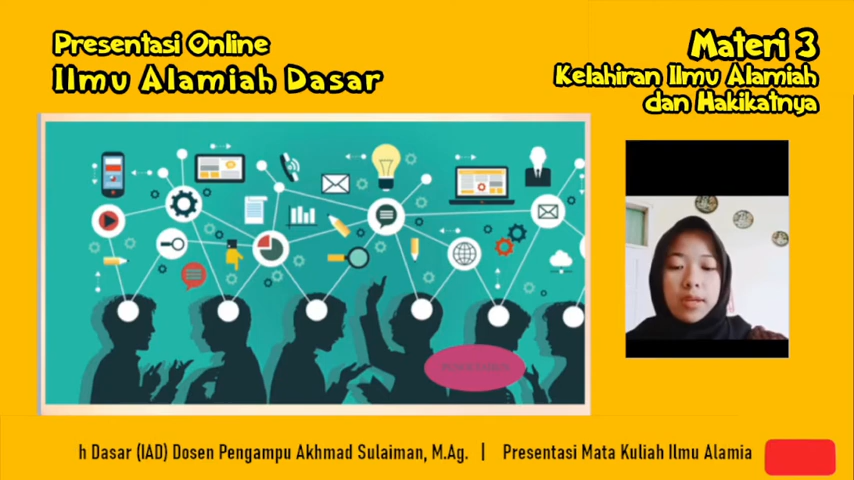 Presentasi Online
Ilmu Alamiah Dasar
Materi 3
Kelahiran Ilmu Alamiah
dan Hakikatnya
h Dasar (IAD) Dosen Pengampu Akhmad Sulaiman, M.Ag. | Presentasi Mata Kuliah Ilmu Alamia